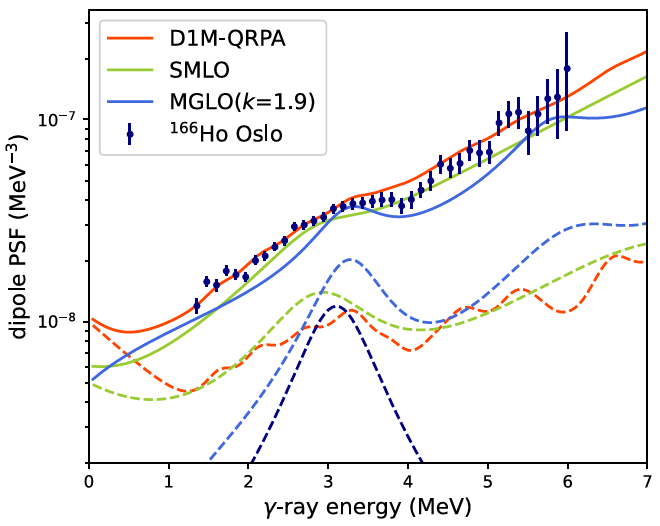 D1M-QRPA
SMLO
MGLO(k=1.9)
¹⁶⁶Ho Oslo
dipole PSF (MeV⁻³)
10⁻⁷
10⁻⁸
0 1 2 3 4 5 6 7
γ-ray energy (MeV)